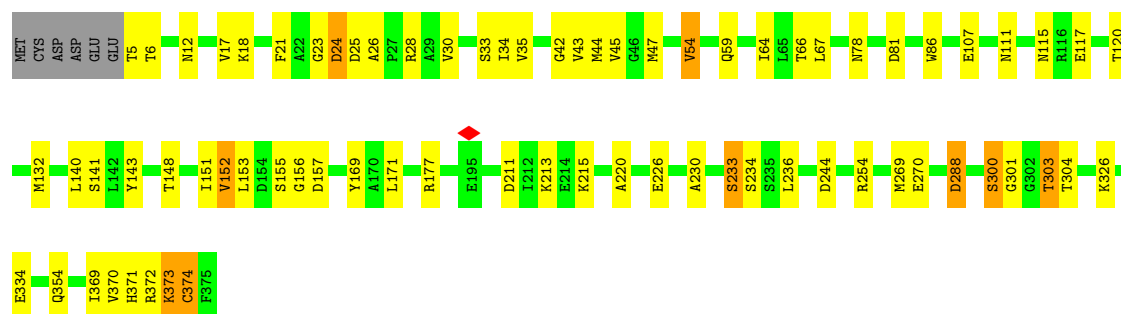 MET CYS ASP ASP GLU GLU T5 T6 N12 V17 K18 F21 A22 G23 D24 D25 A26 P27 R28 A29 V30 S33 I34 V35 G42 V43 M44 V45 G46 M47 V54 Q59 I64 L65 T66 L67 N78 D81 W86 E107 N111 N115 R116 E117 T120
M132 L140 S141 L142 Y143 T148 I151 V152 L153 D154 S155 G156 D157 Y169 A170 L171 R177 E195 D211 I212 K213 E214 K215 A220 E226 A230 S233 S234 S235 L236 D244 R254 M269 E270 D288 S300 G301 G302 T303 T304 K326
E334 Q354 I369 V370 H371 R372 K373 C374 F375